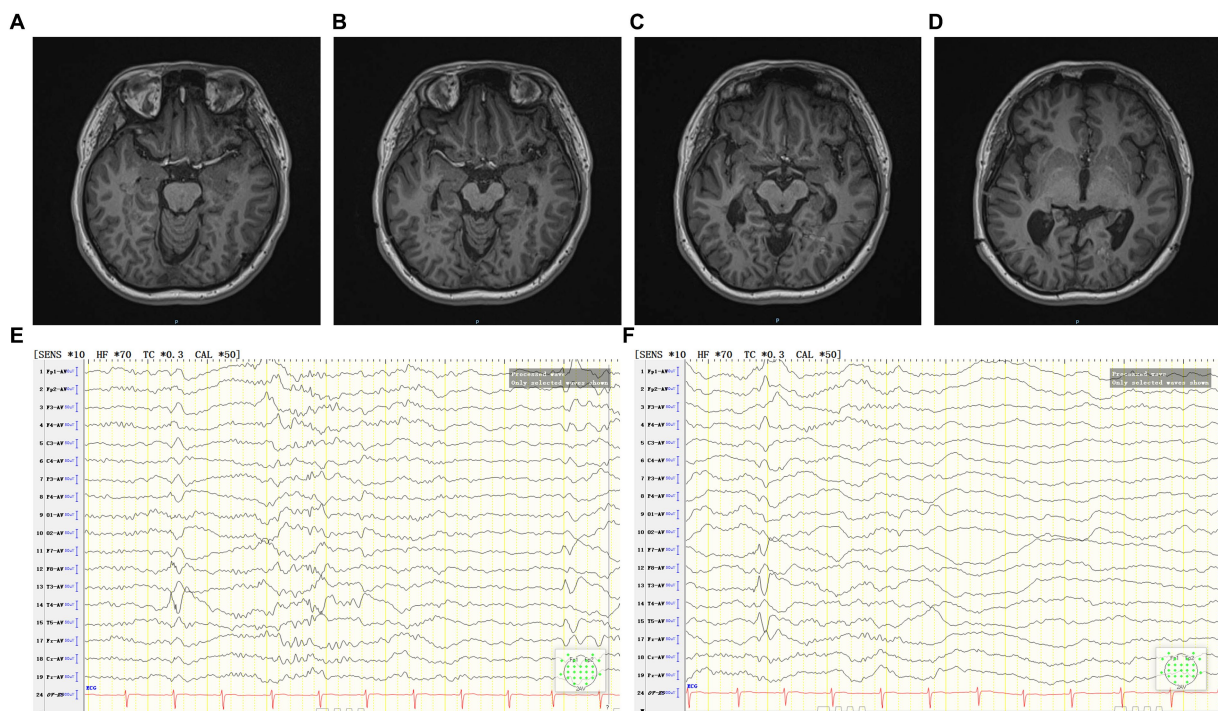 A
B
C
D
P
P
P
P
E
[SENS *10 HF *70 TC *0.3 CAL *50]
Processed wave
Only selected waves shown
1 Fp1-AV
2 Fp2-AV
3 F3-AV
4 F4-AV
5 C3-AV
6 C4-AV
7 P3-AV
8 P4-AV
9 O1-AV
10 O2-AV
11 F7-AV
12 F8-AV
13 T3-AV
14 T4-AV
15 T5-AV
17 Fz-AV
18 Cz-AV
19 Pz-AV
24
ECG
Fp1 Fp2
2AV
?
F
[SENS *10 HF *70 TC *0.3 CAL *50]
Processed wave
Only selected waves shown
1 Fp1-AV
2 Fp2-AV
3 F3-AV
4 F4-AV
5 C3-AV
6 C4-AV
7 P3-AV
8 P4-AV
9 O1-AV
10 O2-AV
11 F7-AV
12 F8-AV
13 T3-AV
14 T4-AV
15 T5-AV
17 Fz-AV
18 Cz-AV
19 Pz-AV
24
ECG
Fp1 Fp2
2AV